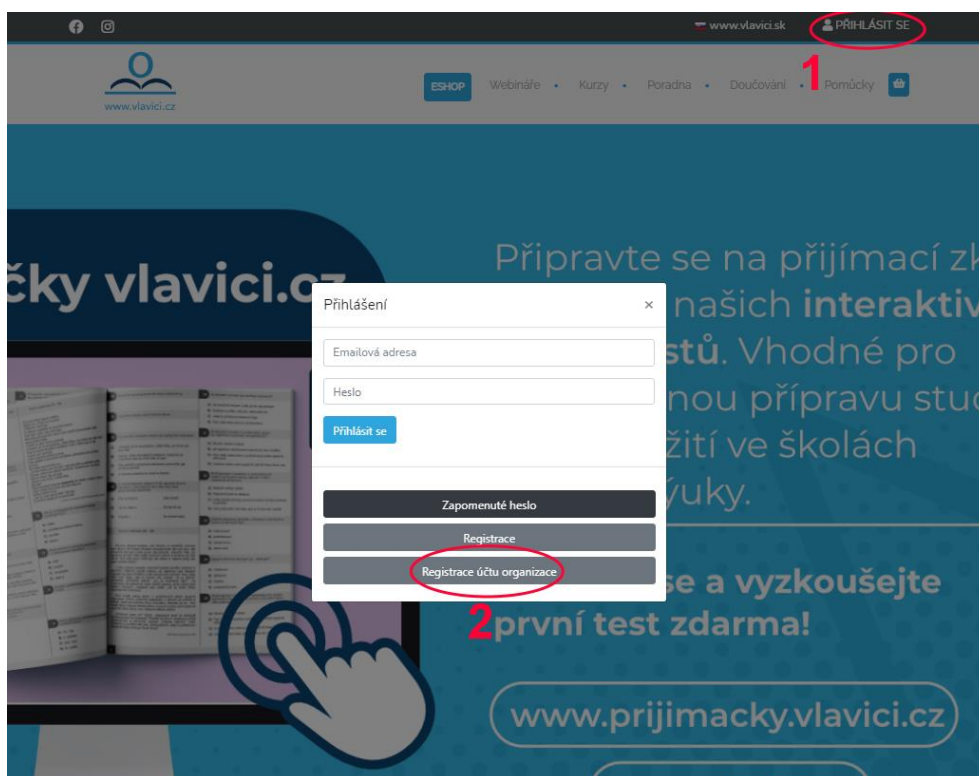 www.vlavici.sk
PŘIHLÁSIT SE
1
www.vlavici.cz
ESHOP Webináře • Kurzy • Poradna • Doučování • Pomůcky
čky vlavici.cz
Připravte se na přijímací zk
našich interaktiv
stů. Vhodné pro
nou přípravu stud
žití ve školách
ýuky.
Přihlášení ×
Emailová adresa
Heslo
Přihlásit se
Zapomenuté heslo
Registrace
Registrace účtu organizace
2
se a vyzkoušejte
první test zdarma!
www.prijimacky.vlavici.cz